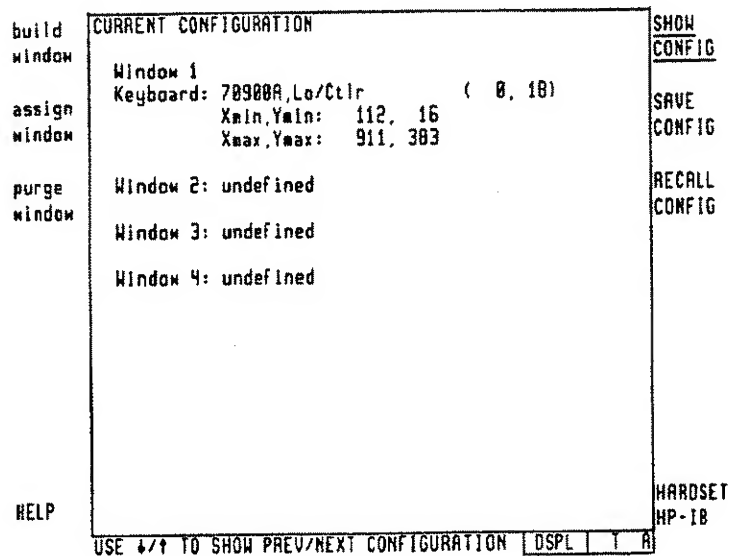 build
window
assign
window
purge
window
HELP
CURRENT CONFIGURATION
Window 1
Keyboard: 70900A,Lo/Ctlr ( 0, 18)
Xmin,Ymin: 112, 16
Xmax,Ymax: 911, 383
Window 2: undefined
Window 3: undefined
Window 4: undefined
USE ↓/↑ TO SHOW PREV/NEXT CONFIGURATION DSPL T A
SHOW
CONFIG
SAVE
CONFIG
RECALL
CONFIG
HARDSET
HP-IB